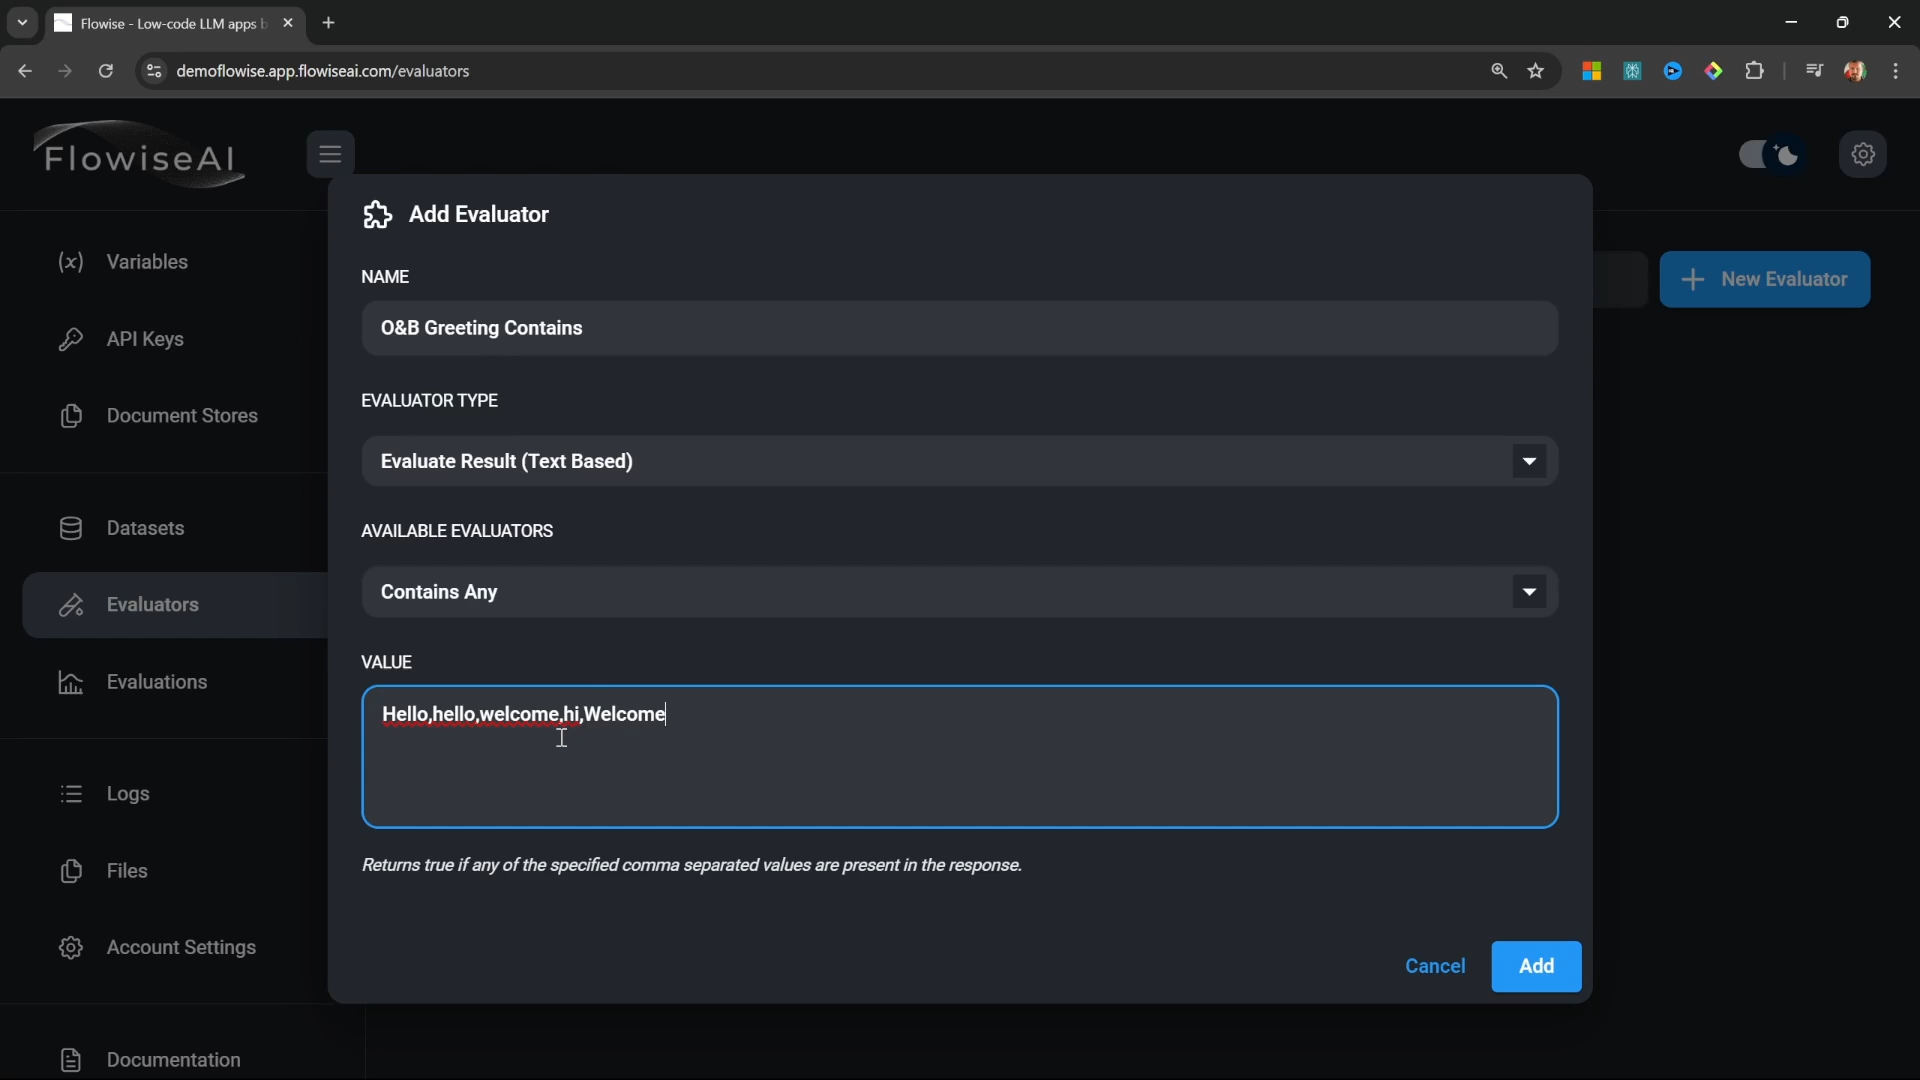 Flowise - Low-code LLM apps b
demoflowise.app.flowiseai.com/evaluators
FlowiseAI
Variables
API Keys
Document Stores
Datasets
Evaluators
Evaluations
Logs
Files
Account Settings
Documentation
New Evaluator
Add Evaluator
NAME
O&B Greeting Contains
EVALUATOR TYPE
Evaluate Result (Text Based)
AVAILABLE EVALUATORS
Contains Any
VALUE
Hello,hello,welcome,hi,Welcome
Returns true if any of the specified comma separated values are present in the response.
Cancel
Add